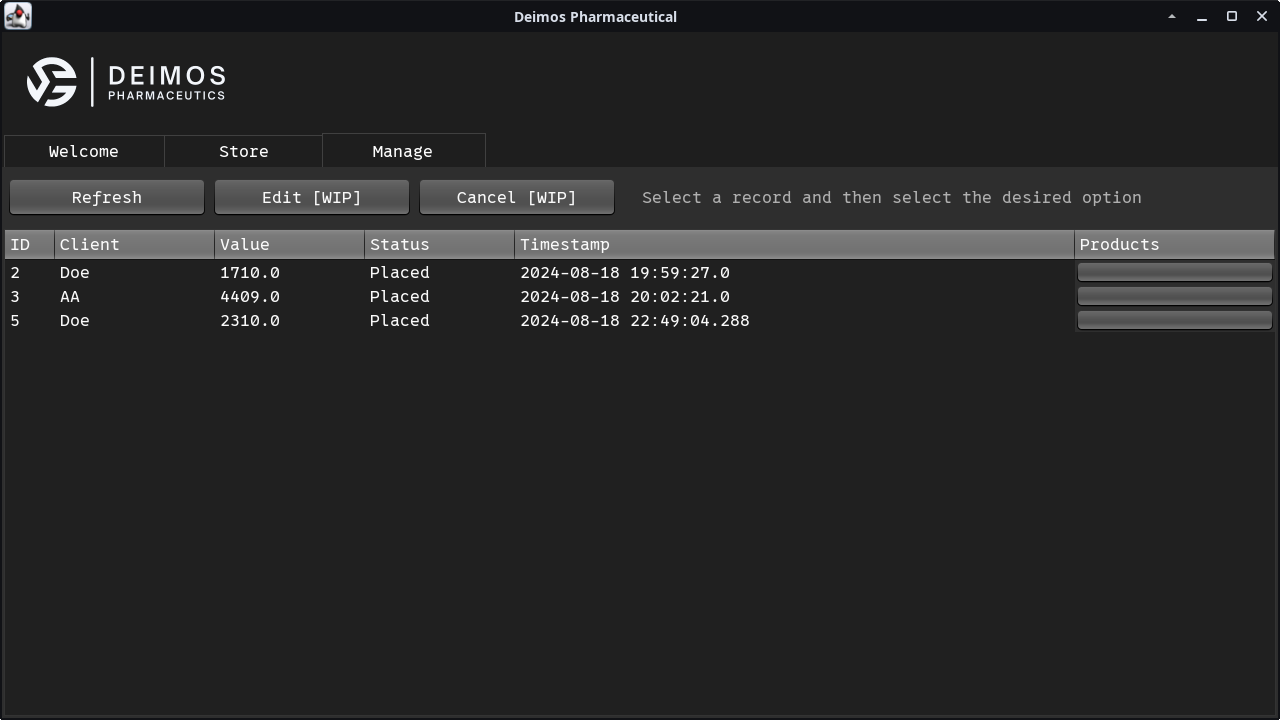 Deimos Pharmaceutical
DEIMOS
PHARMACEUTICS
Welcome Store Manage
Refresh Edit [WIP] Cancel [WIP] Select a record and then select the desired option
ID Client Value Status Timestamp Products
2 Doe 1710.0 Placed 2024-08-18 19:59:27.0
3 AA 4409.0 Placed 2024-08-18 20:02:21.0
5 Doe 2310.0 Placed 2024-08-18 22:49:04.288